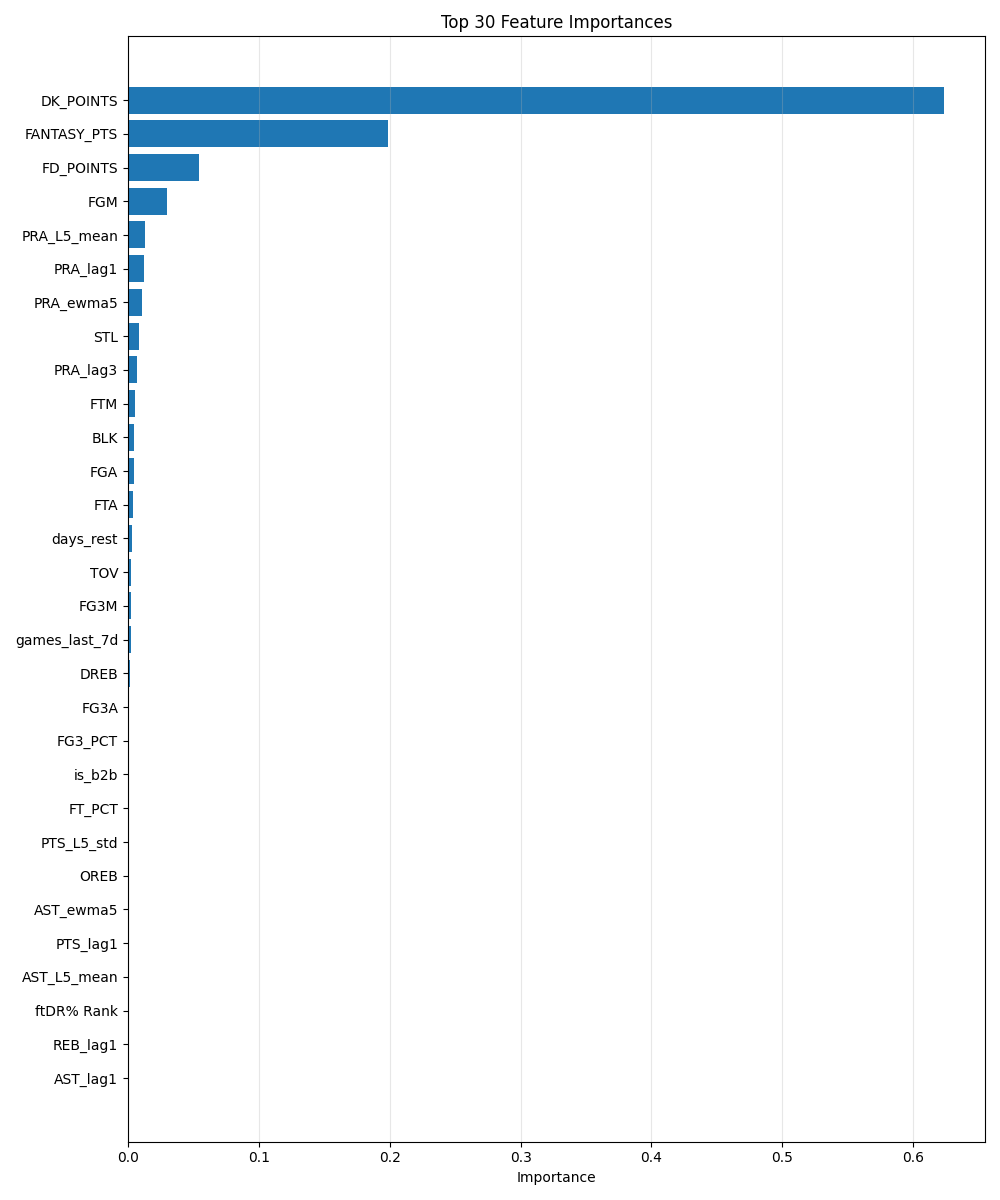 Top 30 Feature Importances
DK_POINTS
FANTASY_PTS
FD_POINTS
FGM
PRA_L5_mean
PRA_lag1
PRA_ewma5
STL
PRA_lag3
FTM
BLK
FGA
FTA
days_rest
TOV
FG3M
games_last_7d
DREB
FG3A
FG3_PCT
is_b2b
FT_PCT
PTS_L5_std
OREB
AST_ewma5
PTS_lag1
AST_L5_mean
ftDR% Rank
REB_lag1
AST_lag1
0.0 0.1 0.2 0.3 0.4 0.5 0.6
Importance